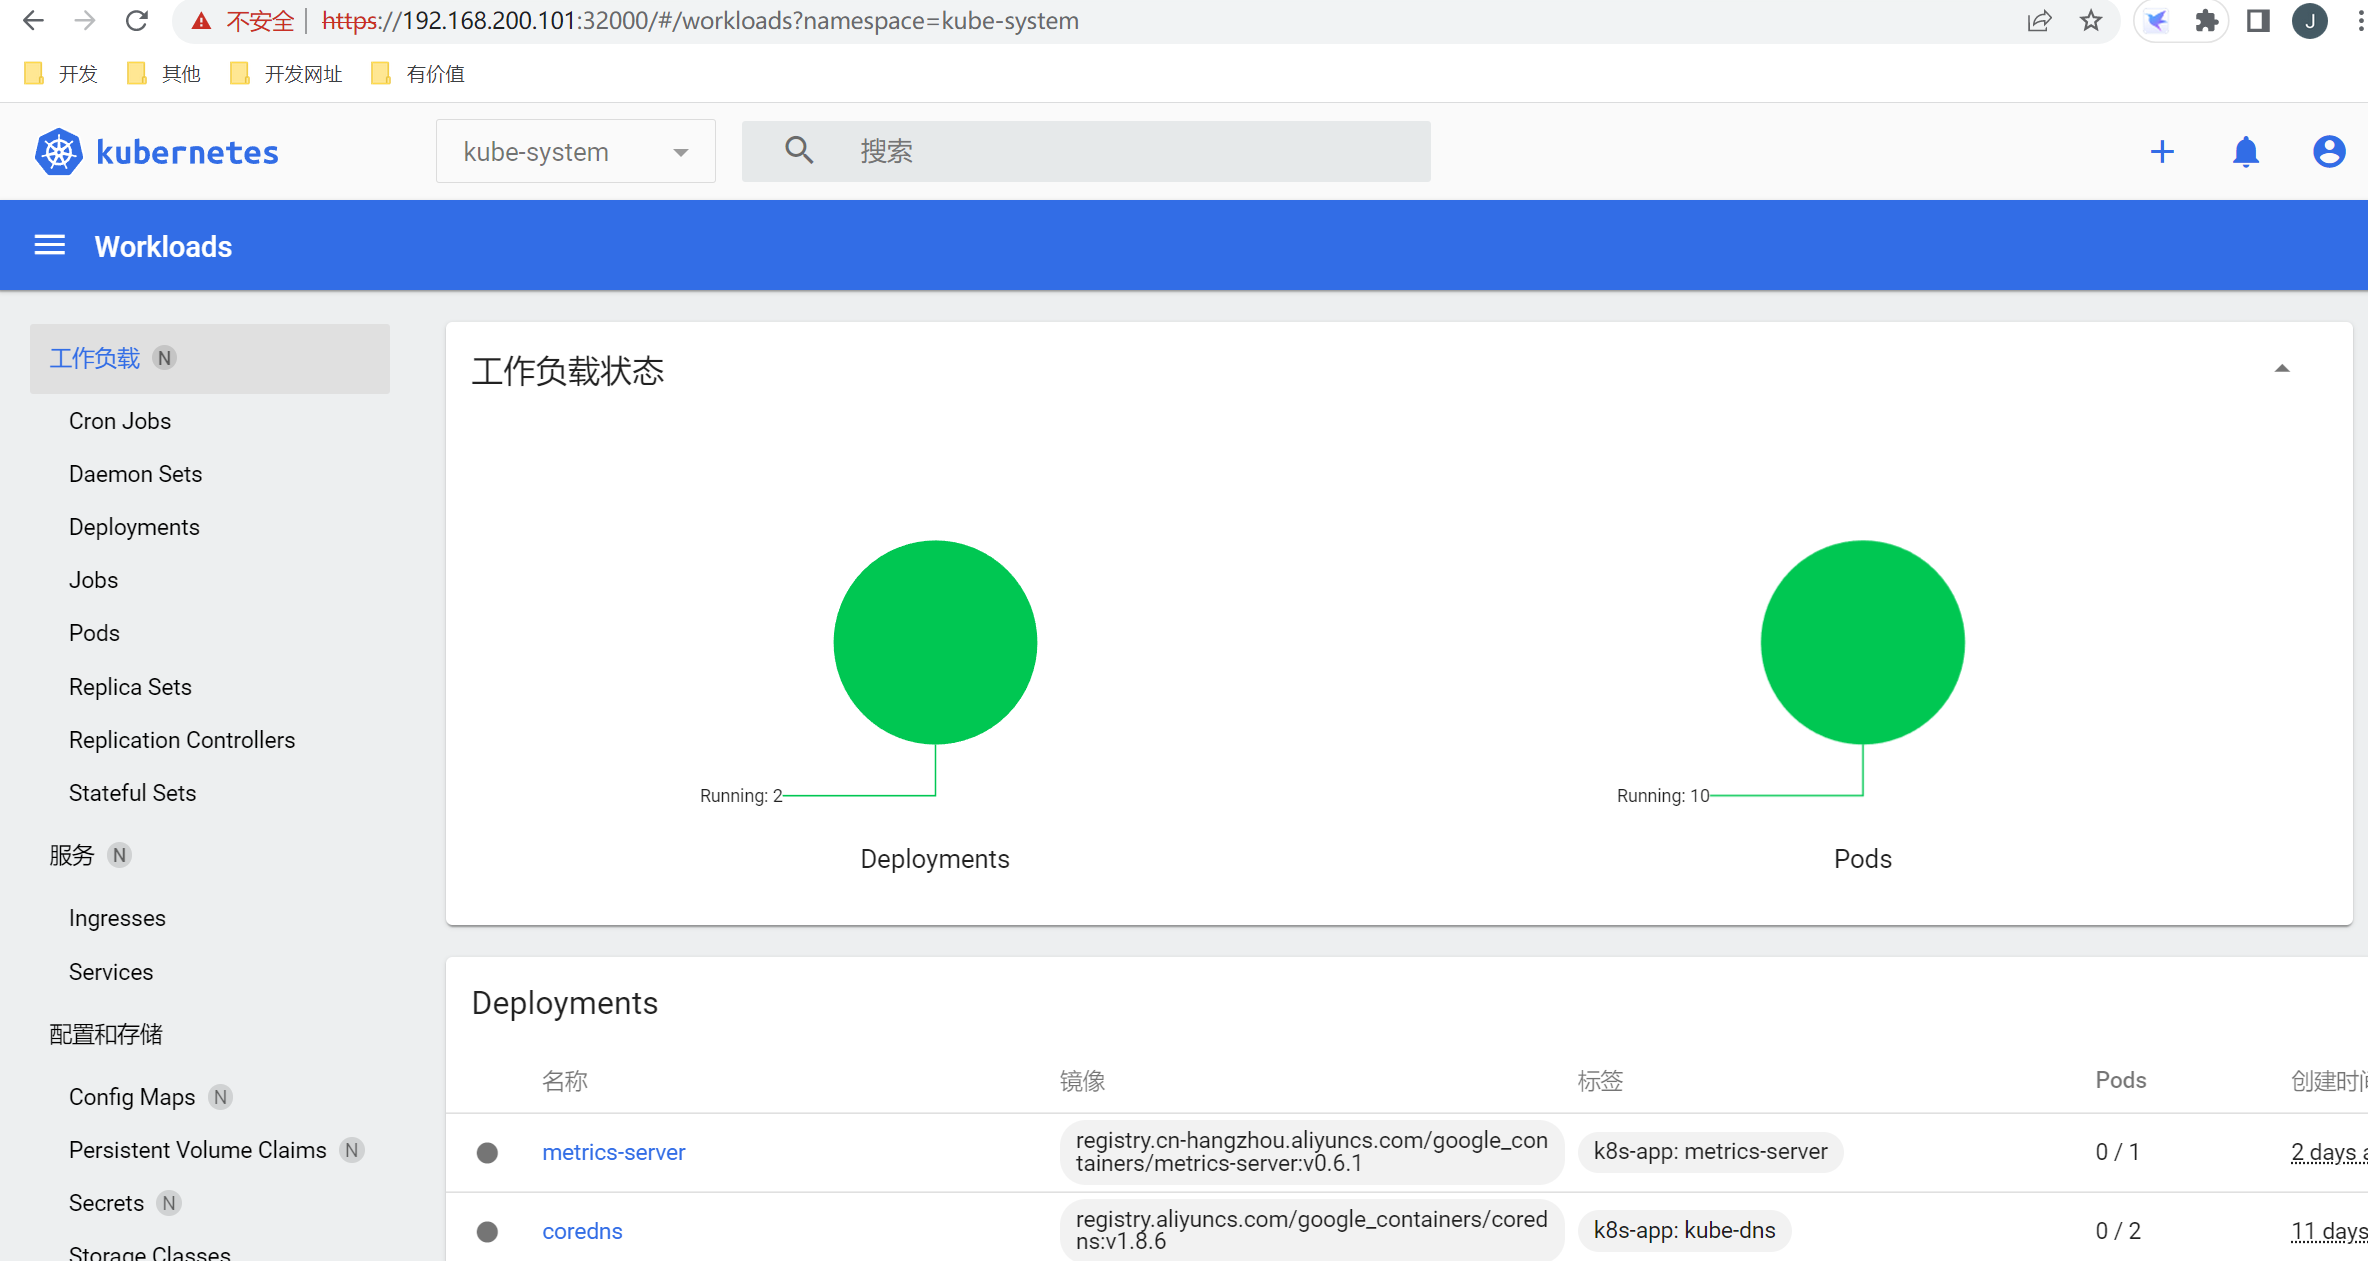 不安全 https://192.168.200.101:32000/#/workloads?namespace=kube-system
J
开发 其他 开发网址 有价值
kubernetes kube-system 搜索
Workloads
工作负载 N
Cron Jobs
Daemon Sets
Deployments
Jobs
Pods
Replica Sets
Replication Controllers
Stateful Sets
服务 N
Ingresses
Services
配置和存储
Config Maps N
Persistent Volume Claims N
Secrets N
Storage Classes
工作负载状态
Running: 2
Deployments
Running: 10
Pods
Deployments
名称 镜像 标签 Pods 创建时间
metrics-server
registry.cn-hangzhou.aliyuncs.com/google_con
tainers/metrics-server:v0.6.1
k8s-app: metrics-server
0 / 1
2 days a
coredns
registry.aliyuncs.com/google_containers/cored
ns:v1.8.6
k8s-app: kube-dns
0 / 2
11 days